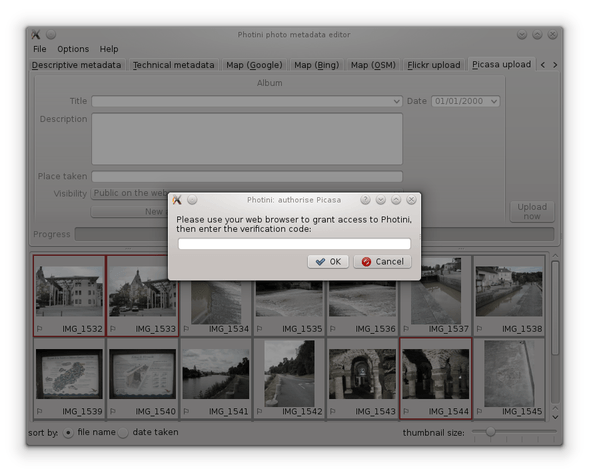 Photini photo metadata editor
File Options Help
Descriptive metadata Technical metadata Map (Google) Map (Bing) Map (OSM) Flickr upload Picasa upload
Album
Title Date 01/01/2000
Description
Place taken
Visibility Public on the web
New a
Upload now
Progress
Photini: authorise Picasa
Please use your web browser to grant access to Photini,
then enter the verification code:
OK Cancel
IMG_1532 IMG_1533 IMG_1534 IMG_1535 IMG_1536 IMG_1537 IMG_1538
IMG_1539 IMG_1540 IMG_1541 IMG_1542 IMG_1543 IMG_1544 IMG_1545
sort by: file name date taken thumbnail size: